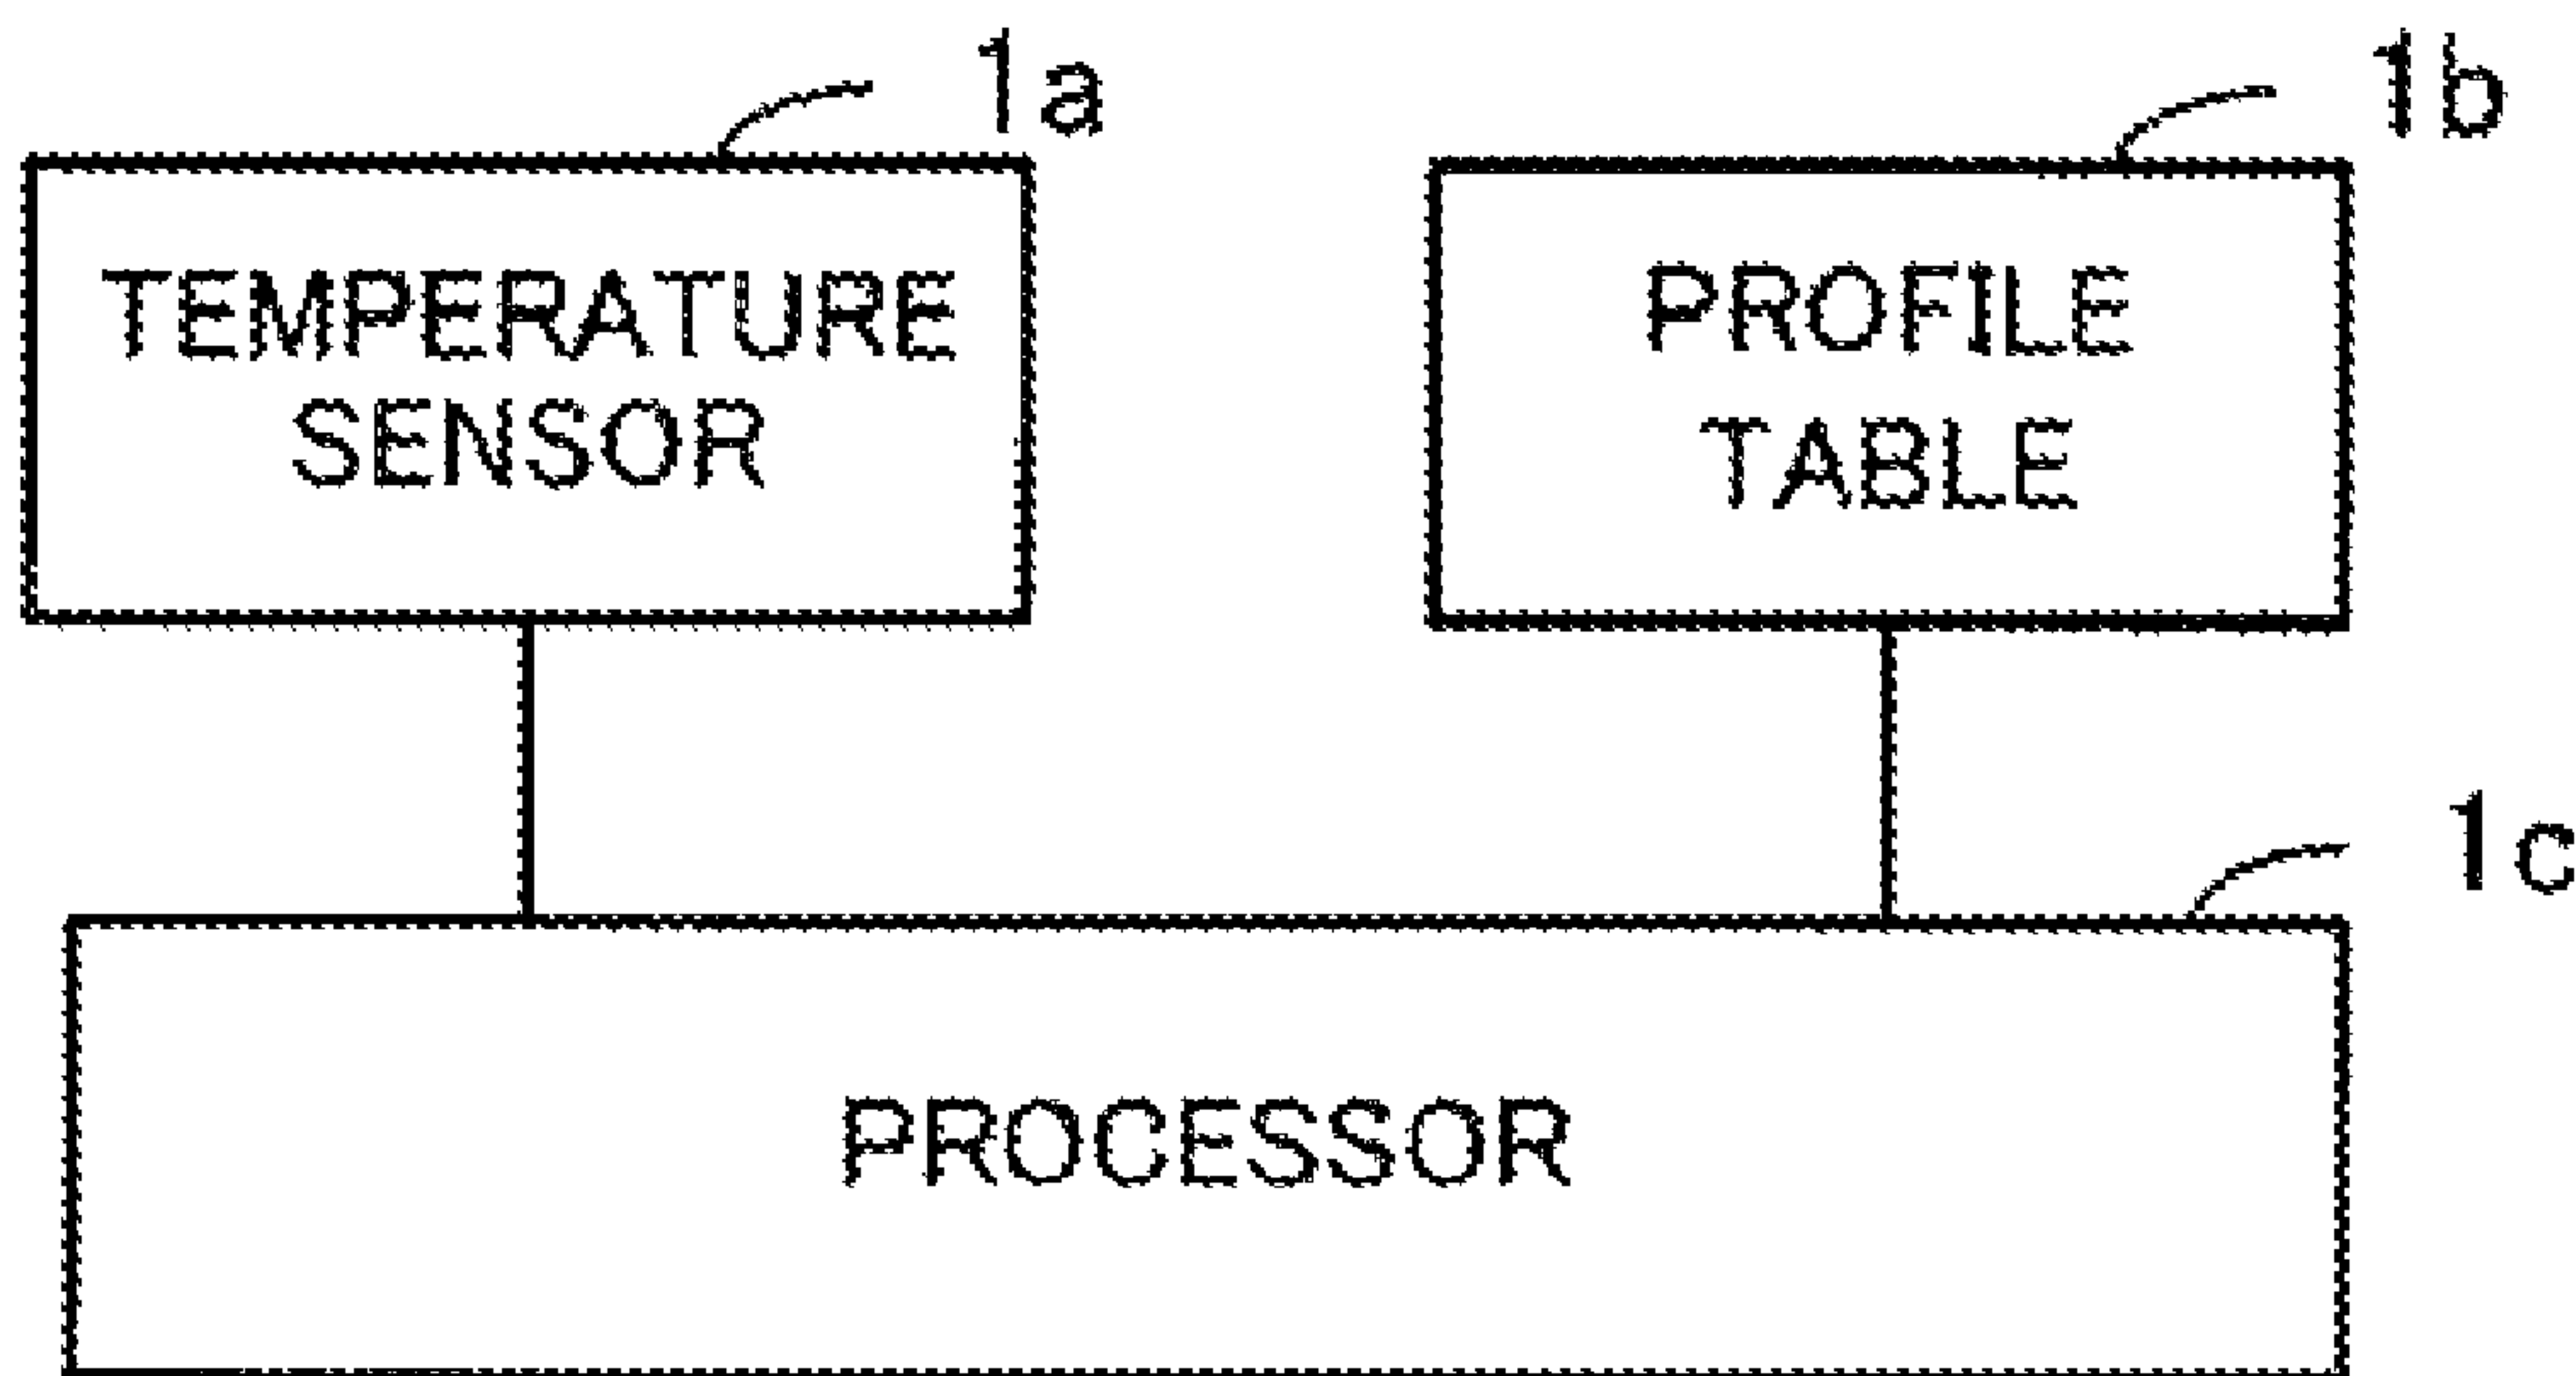 1a
1b
TEMPERATURE
SENSOR
PROFILE
TABLE
1c
PROCESSOR